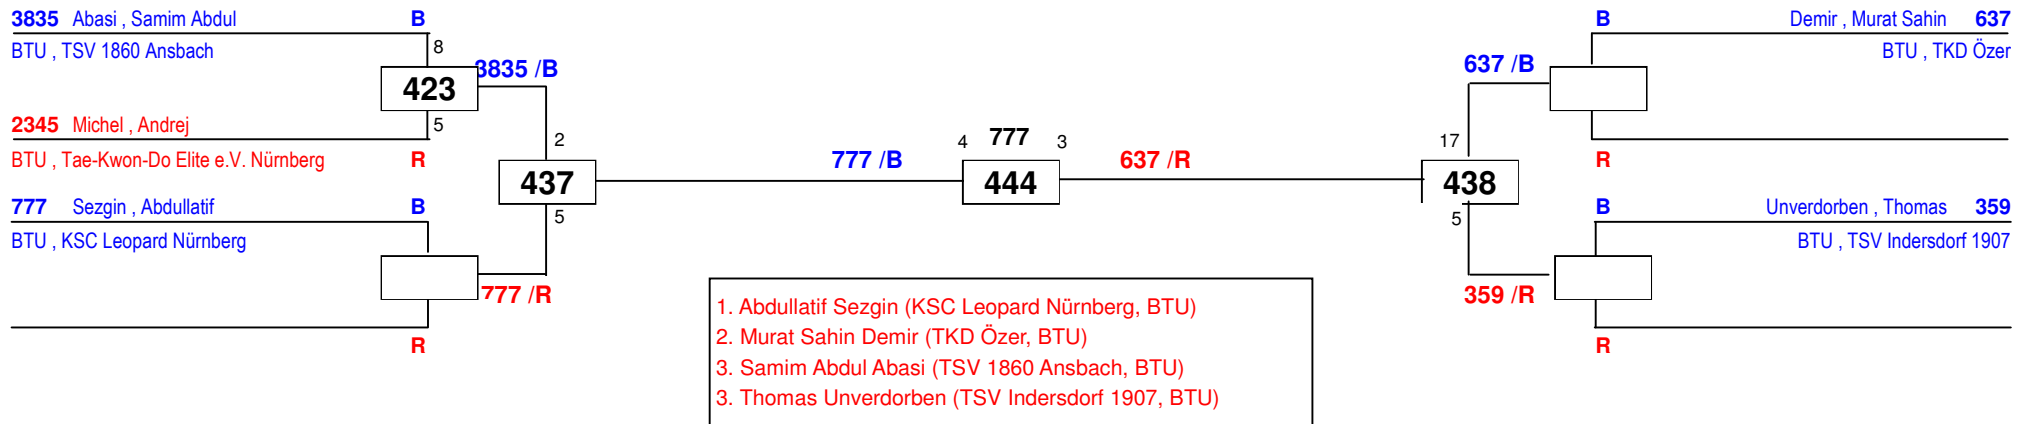 3835 Abasi , Samim Abdul B
BTU , TSV 1860 Ansbach
8
423
3835 /B
5
2345 Michel , Andrej
BTU , Tae-Kwon-Do Elite e.V. Nürnberg R
2
437
5
777 Sezgin , Abdullatif B
BTU , KSC Leopard Nürnberg
777 /R
R
777 /B
4 777 3
444
637 /R
B Demir , Murat Sahin 637
BTU , TKD Özer
637 /B
R
17
438
5
B Unverdorben , Thomas 359
BTU , TSV Indersdorf 1907
359 /R
R
1. Abdullatif Sezgin (KSC Leopard Nürnberg, BTU)
2. Murat Sahin Demir (TKD Özer, BTU)
3. Samim Abdul Abasi (TSV 1860 Ansbach, BTU)
3. Thomas Unverdorben (TSV Indersdorf 1907, BTU)